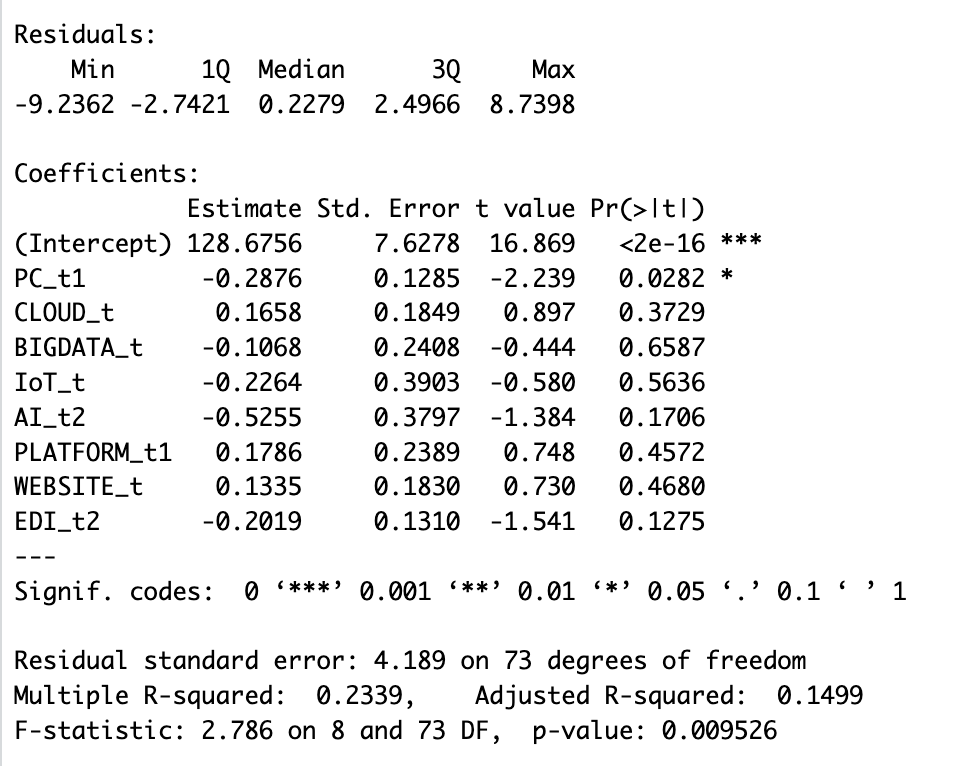 Residuals:
    Min      1Q  Median      3Q     Max
-9.2362 -2.7421  0.2279  2.4966  8.7398
Coefficients:
            Estimate Std. Error t value Pr(>|t|)
(Intercept) 128.6756     7.6278  16.869   <2e-16 ***
PC_t1        -0.2876     0.1285  -2.239   0.0282 *
CLOUD_t       0.1658     0.1849   0.897   0.3729
BIGDATA_t    -0.1068     0.2408  -0.444   0.6587
IoT_t        -0.2264     0.3903  -0.580   0.5636
AI_t2        -0.5255     0.3797  -1.384   0.1706
PLATFORM_t1   0.1786     0.2389   0.748   0.4572
WEBSITE_t     0.1335     0.1830   0.730   0.4680
EDI_t2       -0.2019     0.1310  -1.541   0.1275
---
Signif. codes:  0 ‘***’ 0.001 ‘**’ 0.01 ‘*’ 0.05 ‘.’ 0.1 ‘ ’ 1
Residual standard error: 4.189 on 73 degrees of freedom
Multiple R-squared:  0.2339,    Adjusted R-squared:  0.1499
F-statistic: 2.786 on 8 and 73 DF,  p-value: 0.009526